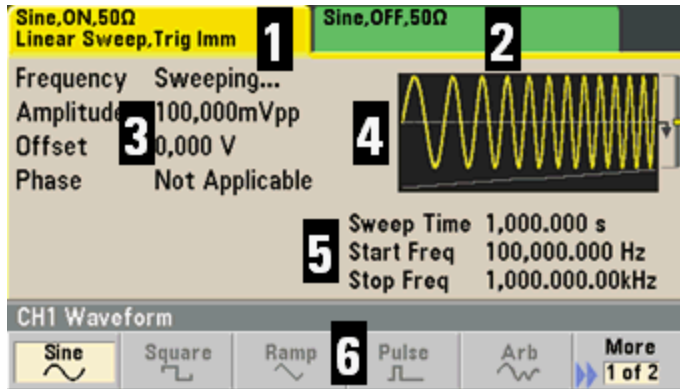 Sine,ON,50Ω
Linear Sweep,Trig Imm
1
Sine,OFF,50Ω
2
Frequency Sweeping...
Amplitude 100,000mVpp
Offset 0,000 V
Phase Not Applicable
3
4
5
Sweep Time 1,000.000 s
Start Freq 100,000.000 Hz
Stop Freq 1,000.000.00kHz
CH1 Waveform
Sine
Square
Ramp
6
Pulse
Arb
More
1 of 2